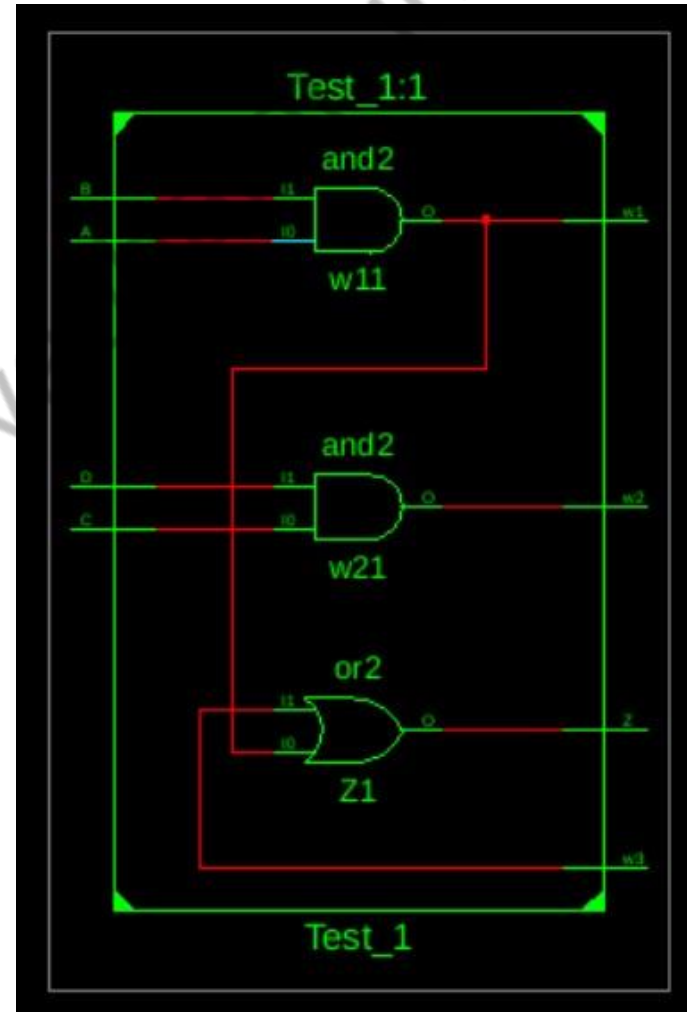 Test_1:1
and2
B I1
A I0 O w1
w11
and2
D I1
C I0 O w2
w21
or2
I1
I0 O Z
Z1
w3
Test_1